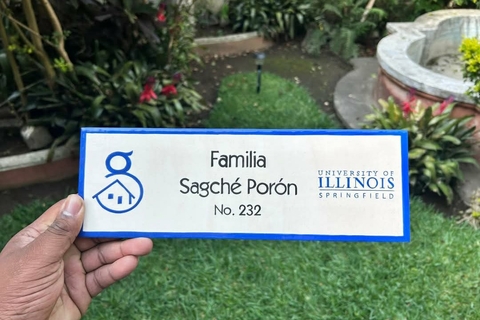 Familia
Sagché Porón
No. 232
UNIVERSITY OF
ILLINOIS
SPRINGFIELD